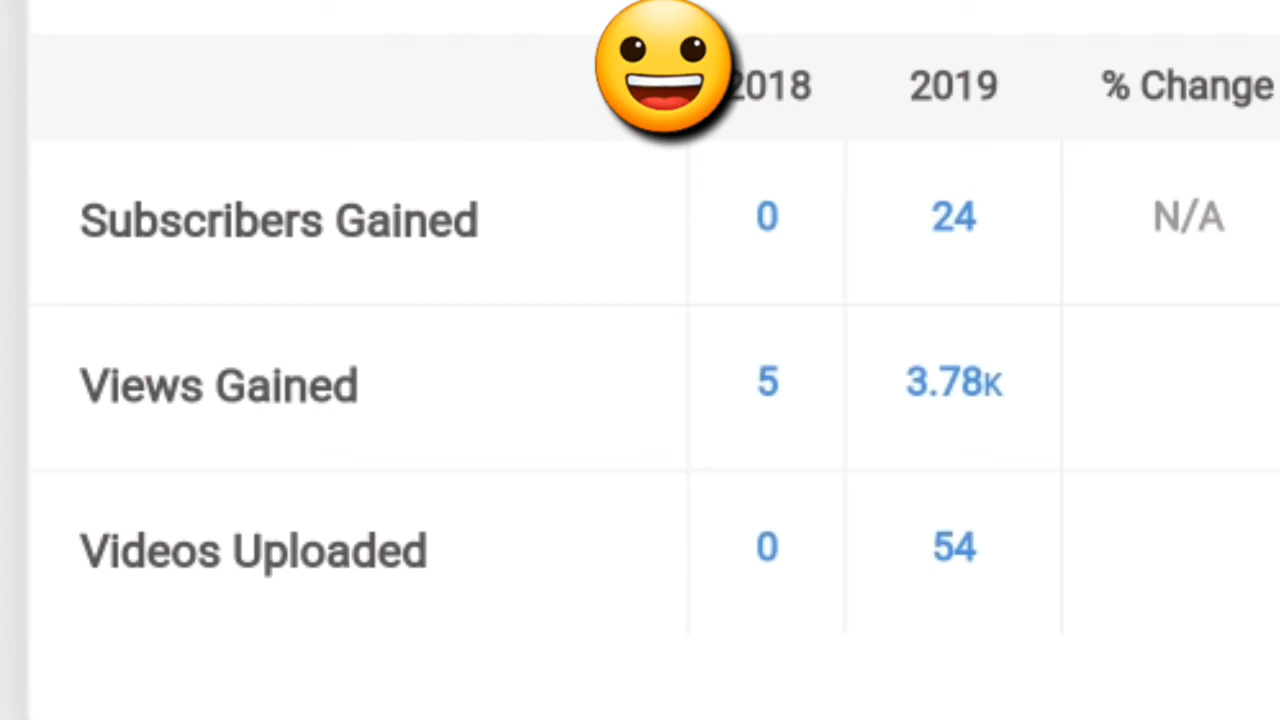 2018 2019 % Change
Subscribers Gained 0 24 N/A
Views Gained 5 3.78K
Videos Uploaded 0 54